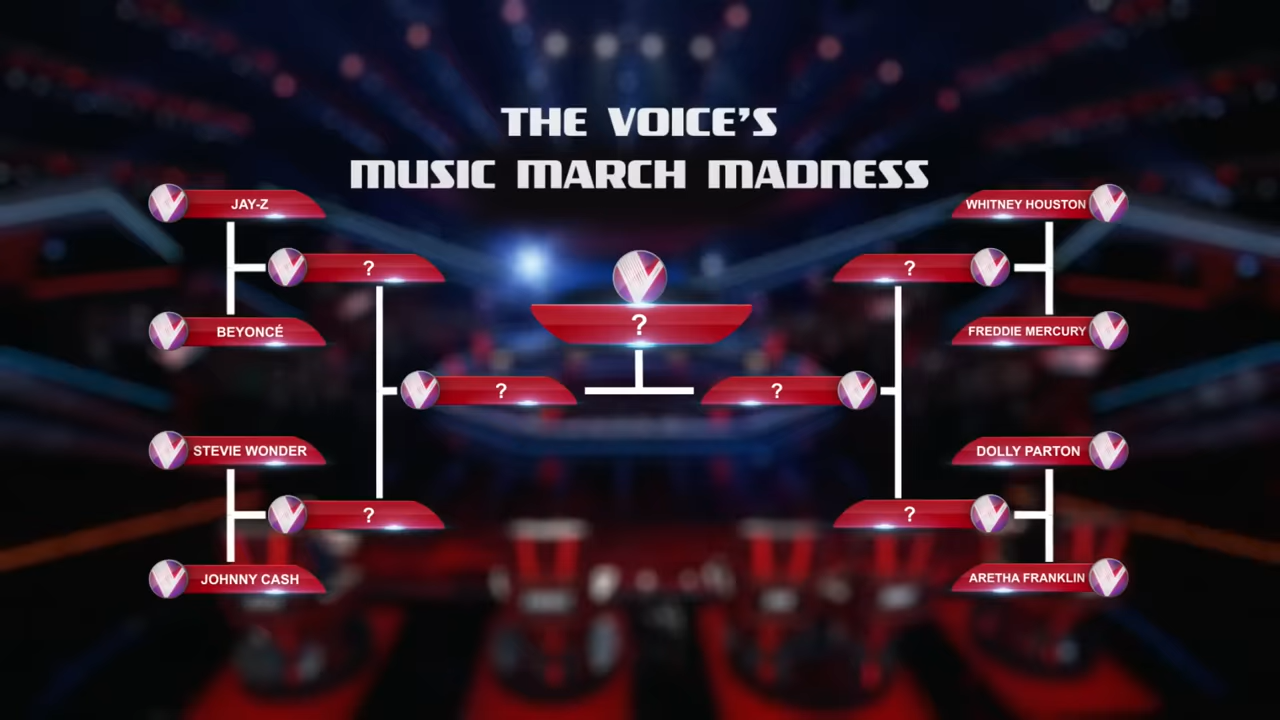 THE VOICE'S
MUSIC MARCH MADNESS
JAY-Z
WHITNEY HOUSTON
?
?
?
BEYONCÉ
FREDDIE MERCURY
?
?
STEVIE WONDER
DOLLY PARTON
?
?
JOHNNY CASH
ARETHA FRANKLIN